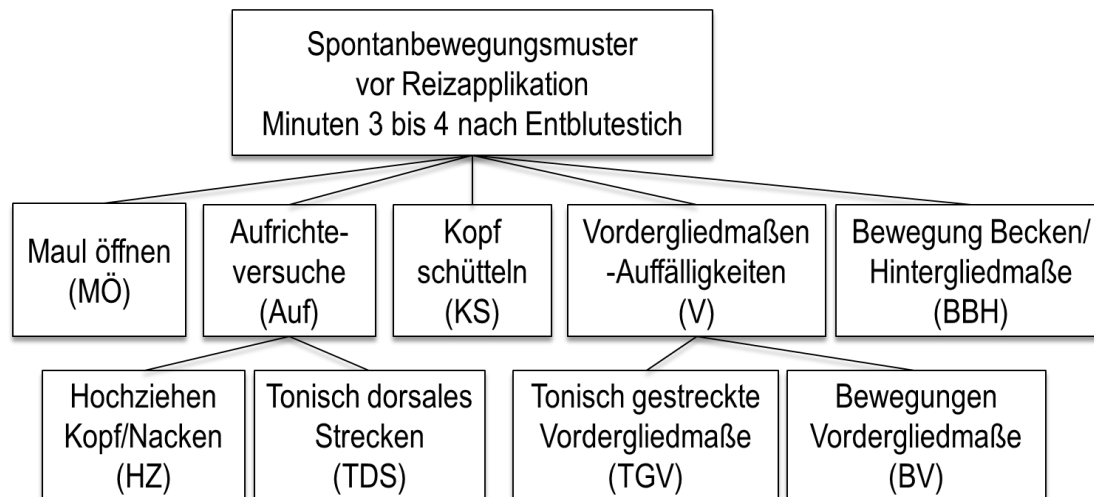 Spontanbewegungsmuster
vor Reizapplikation
Minuten 3 bis 4 nach Entblutestich
Maul öffnen
(MÖ)
Aufrichte-
versuche
(Auf)
Kopf
schütteln
(KS)
Vordergliedmaßen
-Auffälligkeiten
(V)
Bewegung Becken/
Hintergliedmaße
(BBH)
Hochziehen
Kopf/Nacken
(HZ)
Tonisch dorsales
Strecken
(TDS)
Tonisch gestreckte
Vordergliedmaße
(TGV)
Bewegungen
Vordergliedmaße
(BV)